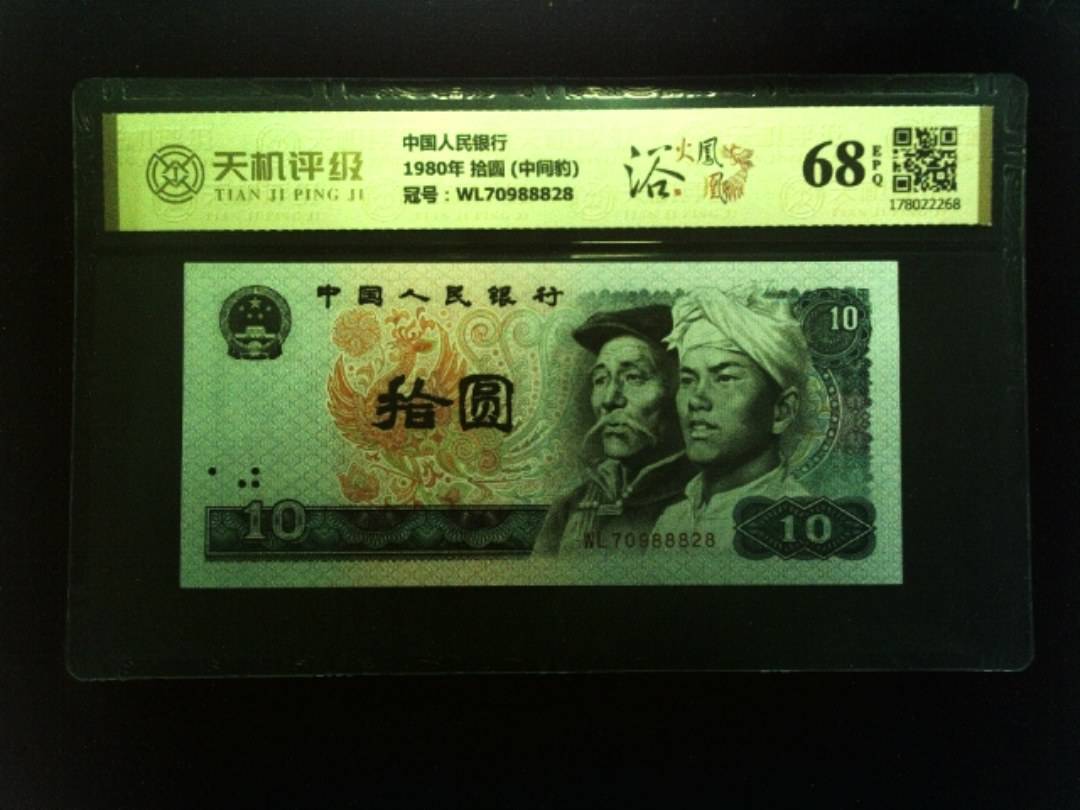 天机评级
TIAN JI PING JI
中国人民银行
1980年 拾圆 (中间豹)
冠号：WL70988828
浴火凤凰
68
EPQ
178022268
中国人民银行
10
拾圆
10
WL70988828
10